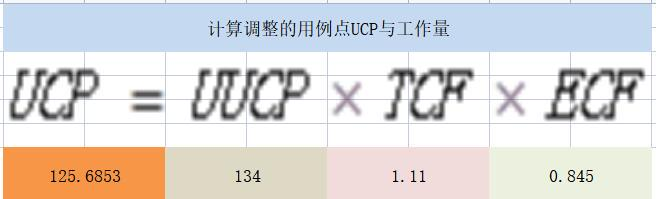 计算调整的用例点UCP与工作量
UCP = UUCP × TCF × ECF
125.6853 134 1.11 0.845